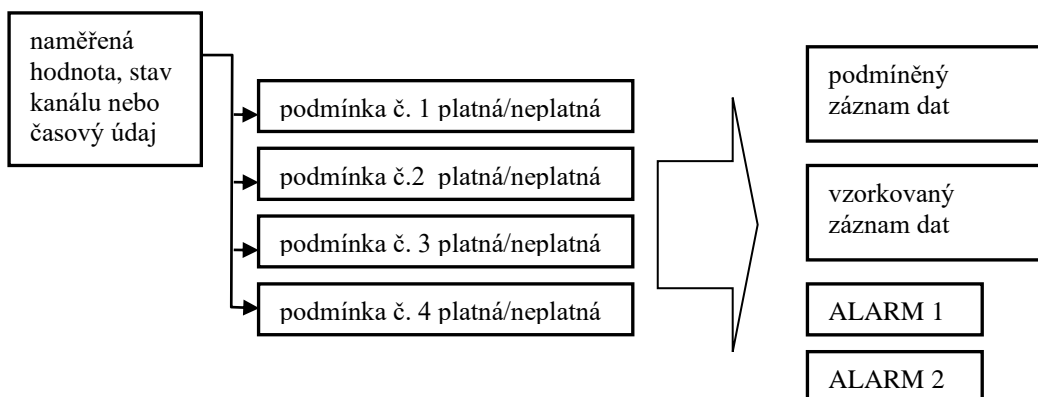 naměřená
hodnota, stav
kanálu nebo
časový údaj
podmínka č. 1 platná/neplatná
podmínka č.2  platná/neplatná
podmínka č. 3 platná/neplatná
podmínka č. 4 platná/neplatná
podmíněný
záznam dat
vzorkovaný
záznam dat
ALARM 1
ALARM 2